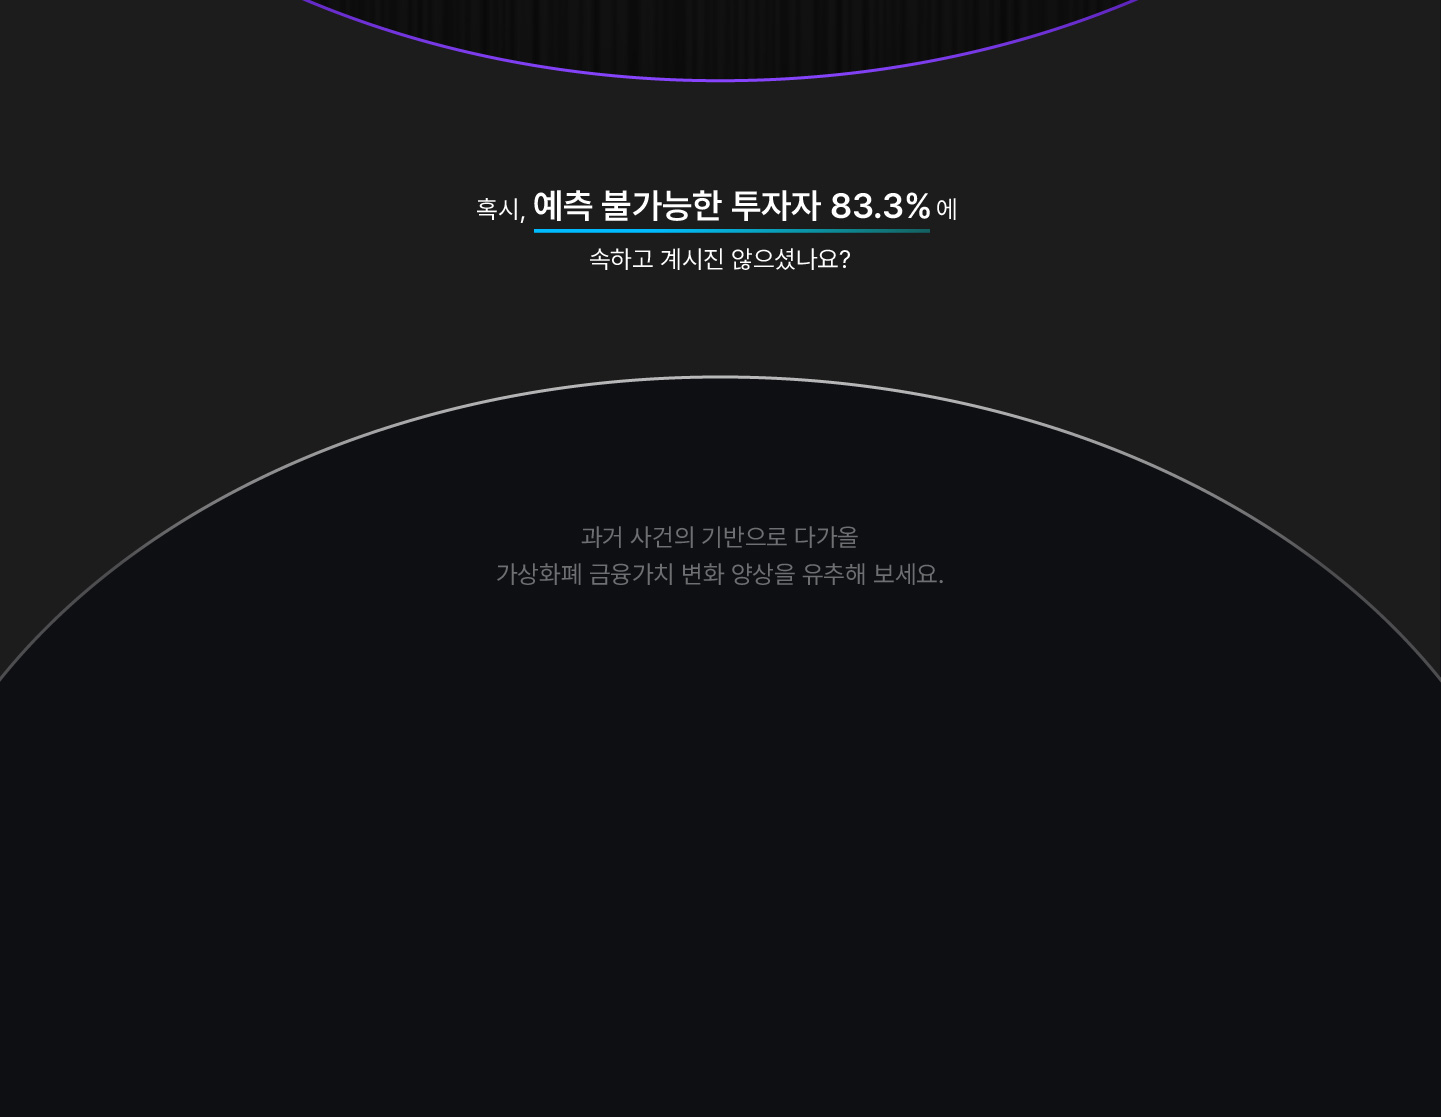 혹시, 예측 불가능한 투자자 83.3% 에
속하고 계시진 않으셨나요?
과거 사건의 기반으로 다가올
가상화폐 금융가치 변화 양상을 유추해 보세요.